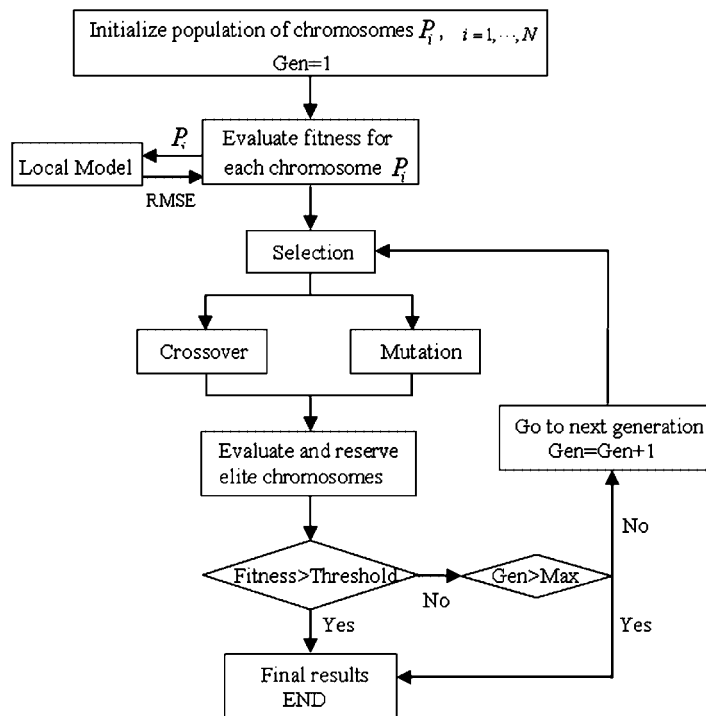 Initialize population of chromosomes P_i, i = 1, ⋯, N
Gen=1
P_i
Evaluate fitness for
each chromosome P_i
Local Model
RMSE
Selection
Crossover
Mutation
Evaluate and reserve
elite chromosomes
Go to next generation
Gen=Gen+1
No
Fitness>Threshold
No
Gen>Max
Yes
Yes
Final results
END